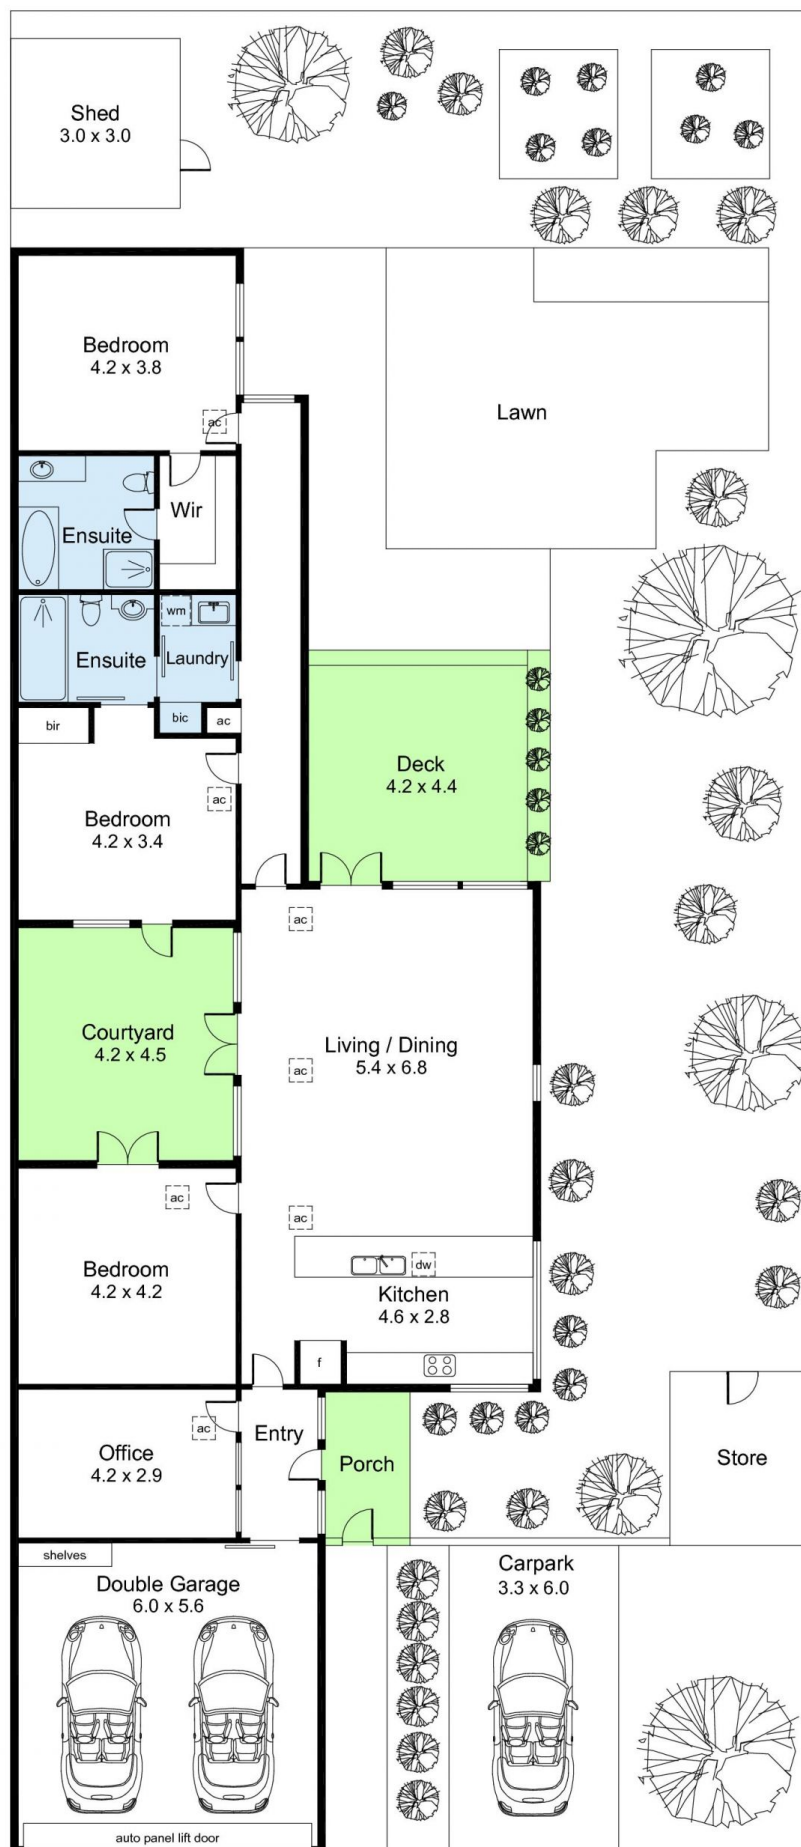 Shed
3.0 x 3.0
Bedroom
4.2 x 3.8
ac
Lawn
Wir
Ensuite
wm
Ensuite
Laundry
bir
bic
ac
Deck
4.2 x 4.4
ac
Bedroom
4.2 x 3.4
ac
Courtyard
4.2 x 4.5
Living / Dining
5.4 x 6.8
ac
ac
ac
dw
Bedroom
4.2 x 4.2
Kitchen
4.6 x 2.8
f
ac
Office
4.2 x 2.9
Entry
Porch
Store
shelves
Double Garage
6.0 x 5.6
Carpark
3.3 x 6.0
auto panel lift door